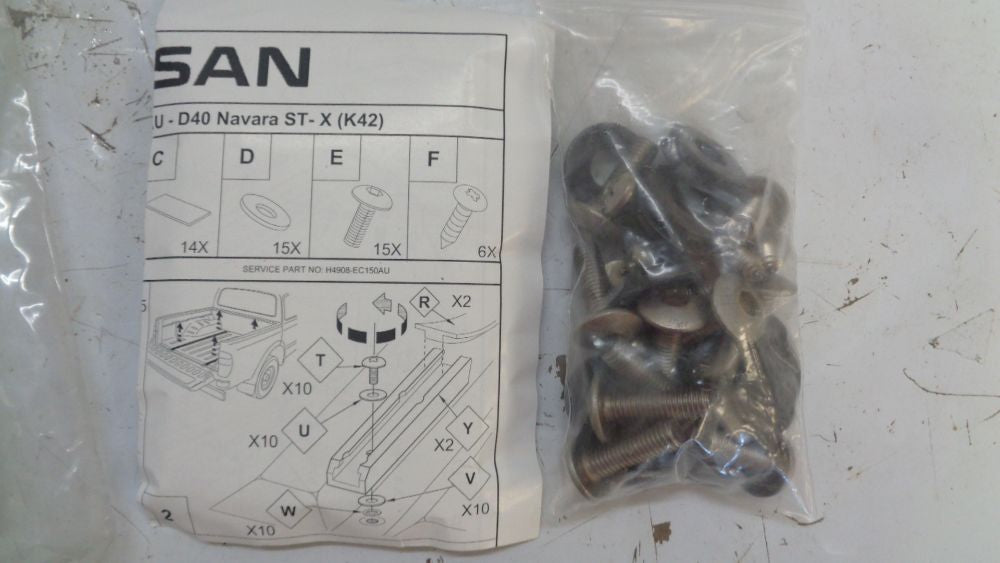 SAN
U - D40 Navara ST- X (K42)
C D E F
14X 15X 15X 6X
SERVICE PART NO: H4908-EC150AU
5
R X2
T
X10
U
X10
Y
X2
V
X10
W
X10
2